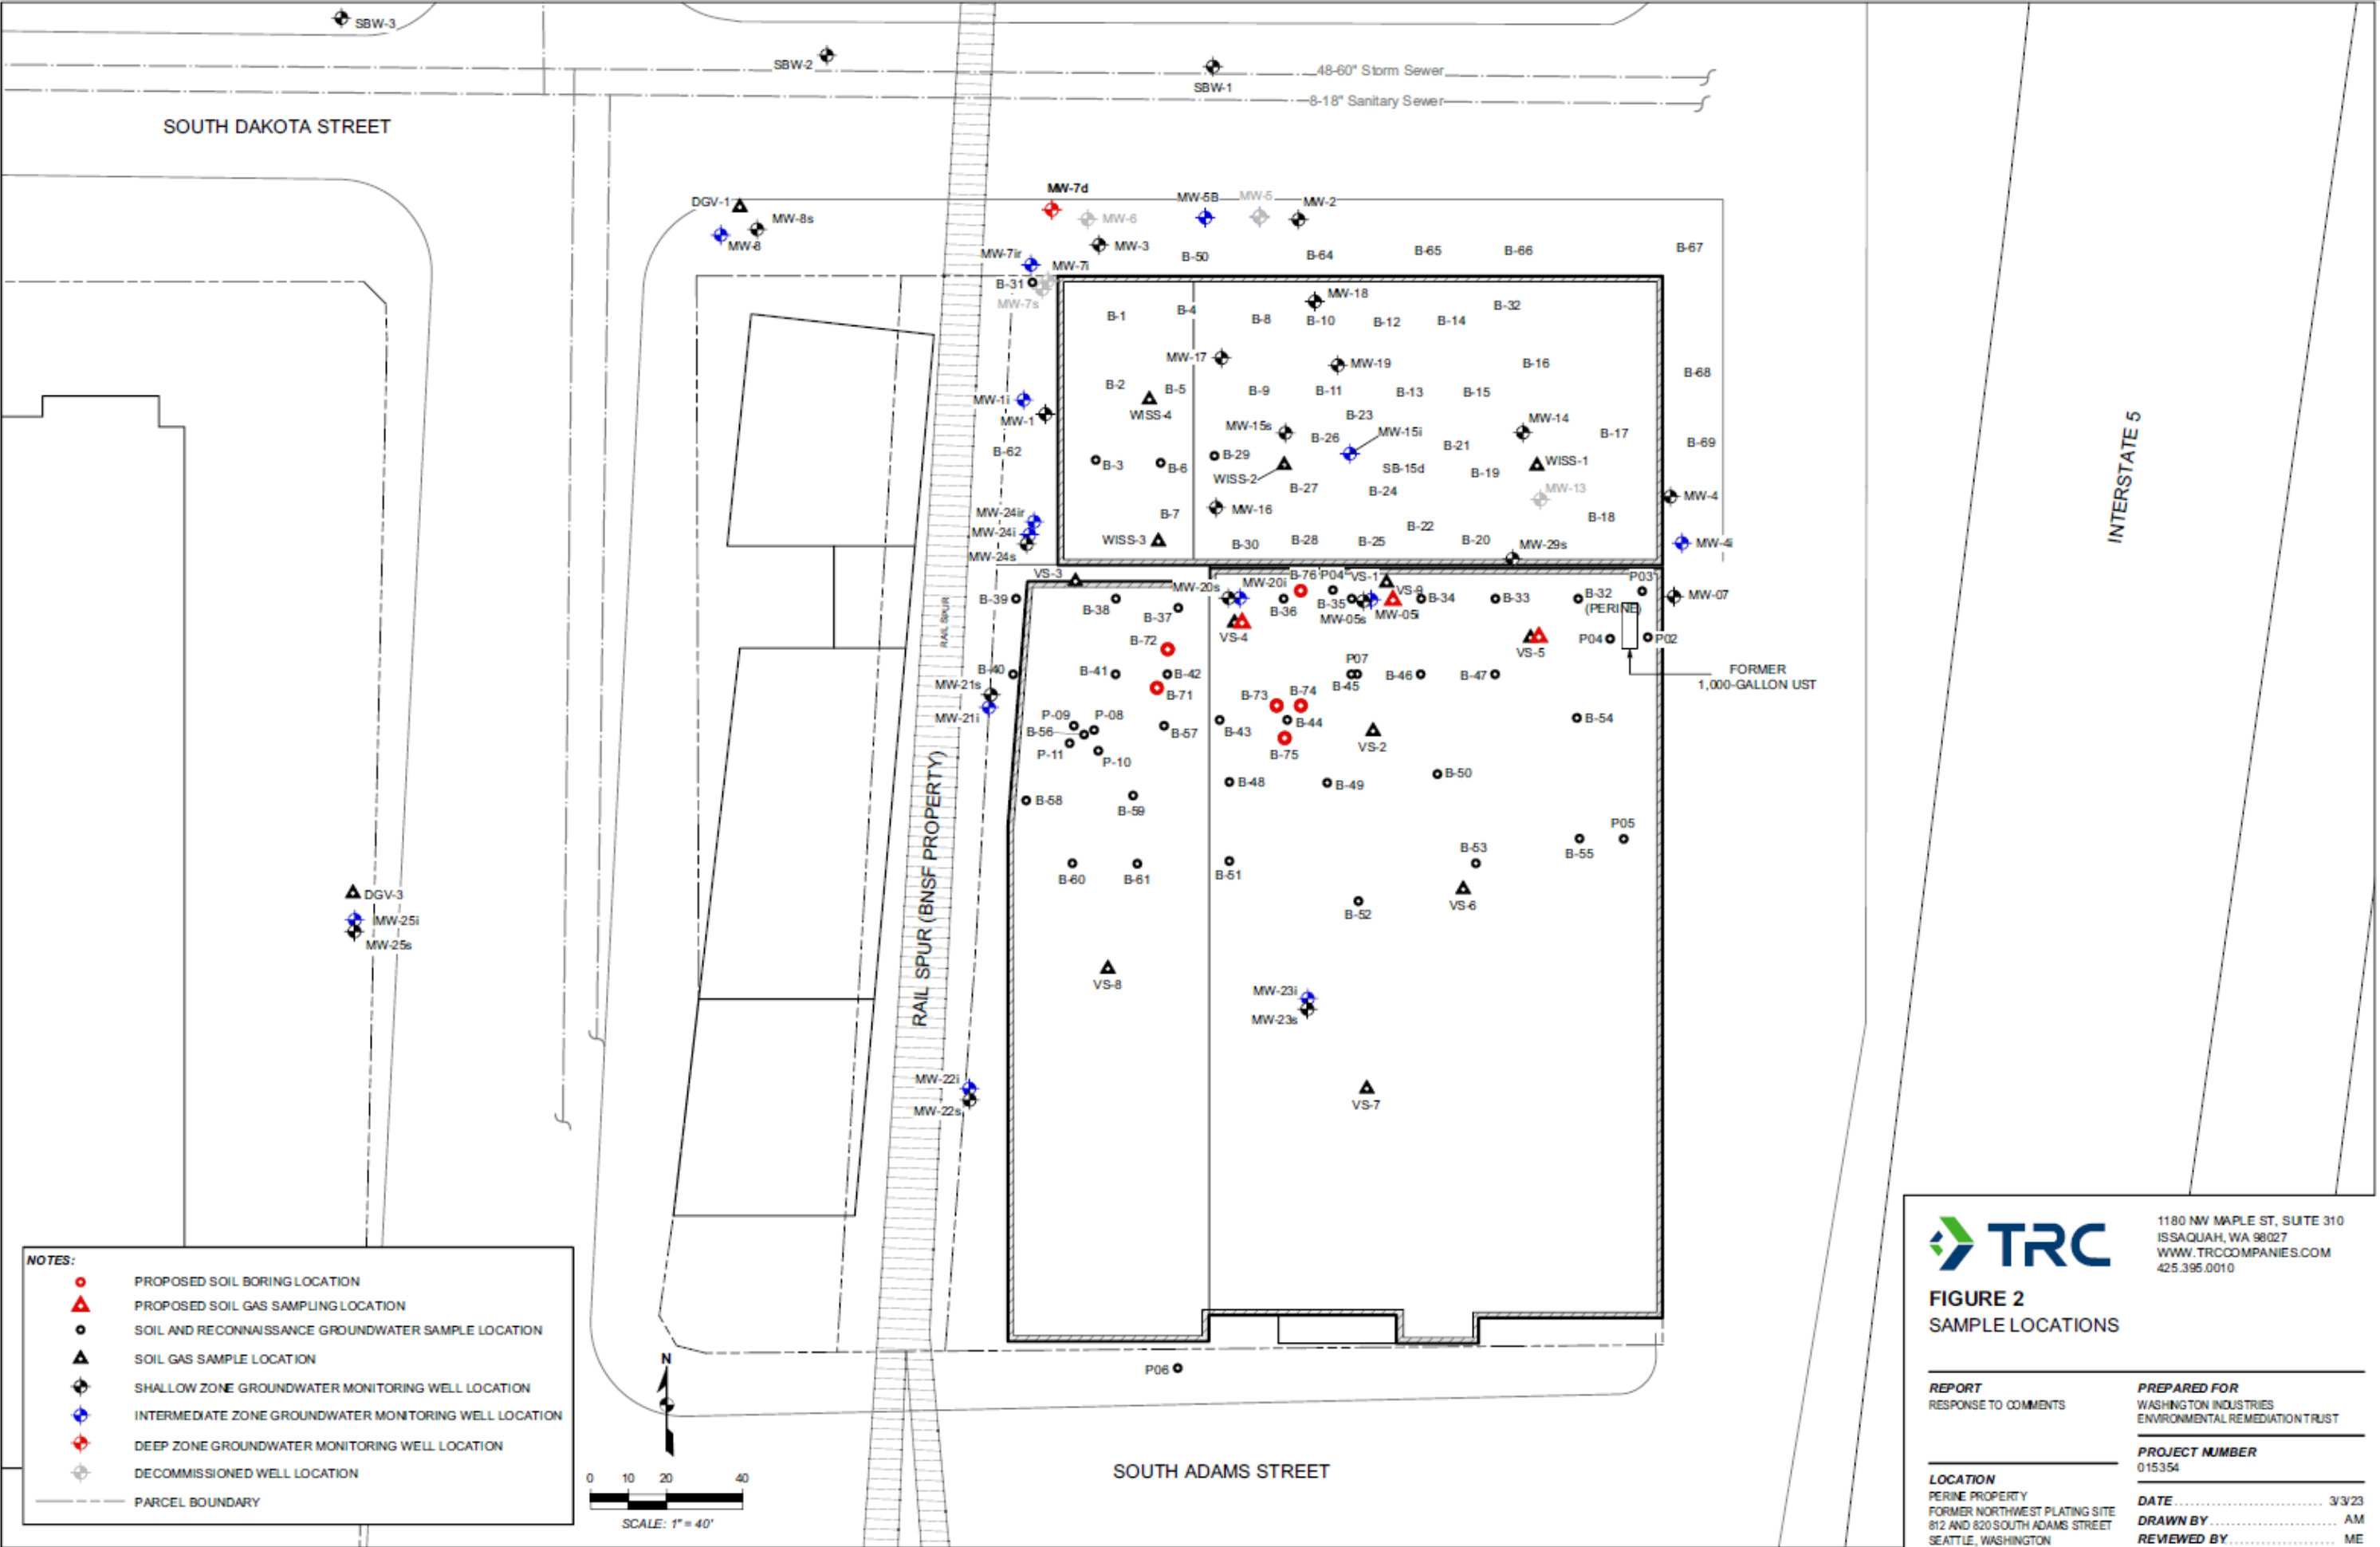 SBW-3
SBW-2
SBW-1
48-60" Storm Sewer
8-18" Sanitary Sewer
SOUTH DAKOTA STREET
DGV-1
MW-8s
MW-8
MW-7d
MW-6
MW-5B
MW-5
MW-2
MW-3
B-50
B-64
B-65
B-66
B-67
MW-7ir
MW-7i
B-31
MW-7s
B-1
B-4
B-8
MW-18
B-10
B-12
B-14
B-32
MW-17
MW-19
B-16
B-68
B-2
B-5
B-9
B-11
B-13
B-15
MW-1i
MW-1
WISS-4
B-23
MW-14
MW-15s
B-26
MW-15i
B-17
B-69
B-62
B-21
B-3
B-6
B-29
WISS-2
SB-15d
B-19
WISS-1
B-27
B-24
MW-13
MW-4
MW-24ir
B-7
MW-16
B-18
MW-24i
B-22
WISS-3
B-30
B-28
B-25
B-20
MW-29s
MW-4i
MW-24s
INTERSTATE 5
VS-3
MW-20s
MW-20i
B-76
P04
VS-1
VS-9
P03
B-39
B-38
B-37
B-36
B-35
MW-05s
MW-05i
B-34
B-33
B-32
(PERINE)
MW-07
RAIL SPUR
B-72
VS-4
VS-5
P04
P02
B-40
B-41
B-42
P07
B-45
B-46
B-47
FORMER
1,000-GALLON UST
MW-21s
B-71
B-73
B-74
MW-21i
P-09
P-08
B-56
B-57
B-43
B-44
B-54
P-11
P-10
B-75
VS-2
B-58
B-59
B-48
B-49
B-50
RAIL SPUR (BNSF PROPERTY)
P05
B-53
B-55
B-60
B-61
B-51
DGV-3
MW-25i
MW-25s
B-52
VS-6
VS-8
MW-23i
MW-23s
MW-22i
MW-22s
VS-7
P06
SOUTH ADAMS STREET
NOTES:
PROPOSED SOIL BORING LOCATION
PROPOSED SOIL GAS SAMPLING LOCATION
SOIL AND RECONNAISSANCE GROUNDWATER SAMPLE LOCATION
SOIL GAS SAMPLE LOCATION
SHALLOW ZONE GROUNDWATER MONITORING WELL LOCATION
INTERMEDIATE ZONE GROUNDWATER MONITORING WELL LOCATION
DEEP ZONE GROUNDWATER MONITORING WELL LOCATION
DECOMMISSIONED WELL LOCATION
PARCEL BOUNDARY
N
0 10 20 40
SCALE: 1" = 40'
TRC
1180 NW MAPLE ST, SUITE 310
ISSAQUAH, WA 98027
WWW.TRCCOMPANIES.COM
425.395.0010
FIGURE 2
SAMPLE LOCATIONS
REPORT
RESPONSE TO COMMENTS
PREPARED FOR
WASHINGTON INDUSTRIES
ENVIRONMENTAL REMEDIATION TRUST
PROJECT NUMBER
015354
LOCATION
PERINE PROPERTY
FORMER NORTHWEST PLATING SITE
812 AND 820 SOUTH ADAMS STREET
SEATTLE, WASHINGTON
DATE 3/3/23
DRAWN BY AM
REVIEWED BY ME